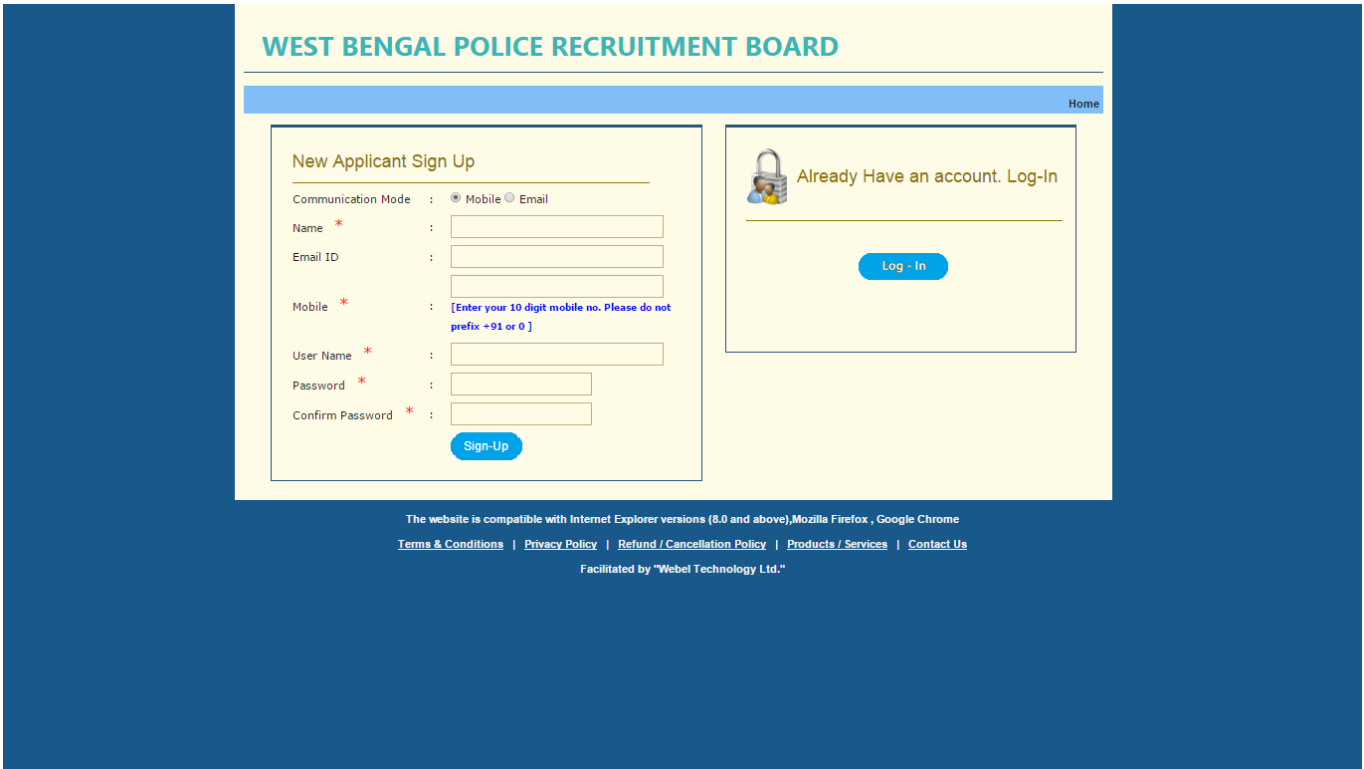 WEST BENGAL POLICE RECRUITMENT BOARD
Home
New Applicant Sign Up
Communication Mode : Mobile Email
Name * :
Email ID :
Mobile * : [Enter your 10 digit mobile no. Please do not
prefix +91 or 0 ]
User Name * :
Password * :
Confirm Password * :
Sign-Up
Already Have an account. Log-In
Log - In
The website is compatible with Internet Explorer versions (8.0 and above),Mozilla Firefox , Google Chrome
Terms & Conditions | Privacy Policy | Refund / Cancellation Policy | Products / Services | Contact Us
Facilitated by "Webel Technology Ltd."